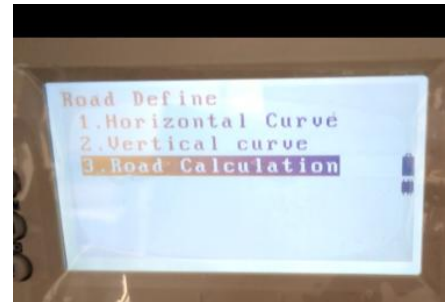 Road Define
1.Horizontal Curve
2.Vertical curve
3.Road Calculation